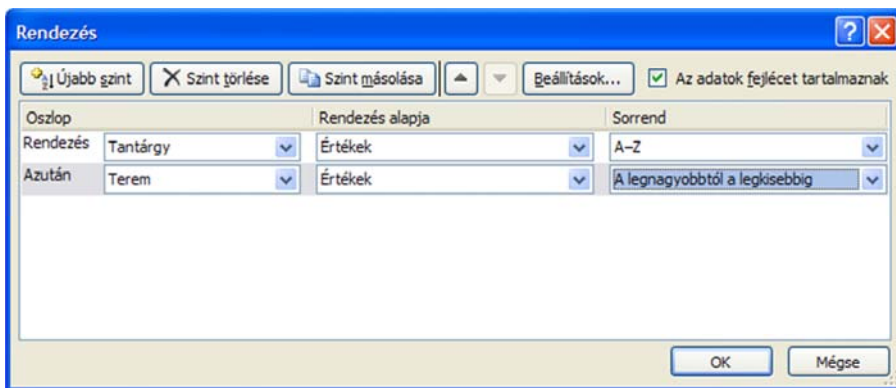 Rendezés
Újabb szint Szint törlése Szint másolása Beállítások... Az adatok fejlécet tartalmaznak
Oszlop Rendezés alapja Sorrend
Rendezés Tantárgy Értékek A–Z
Azután Terem Értékek A legnagyobbtól a legkisebbig
OK Mégse